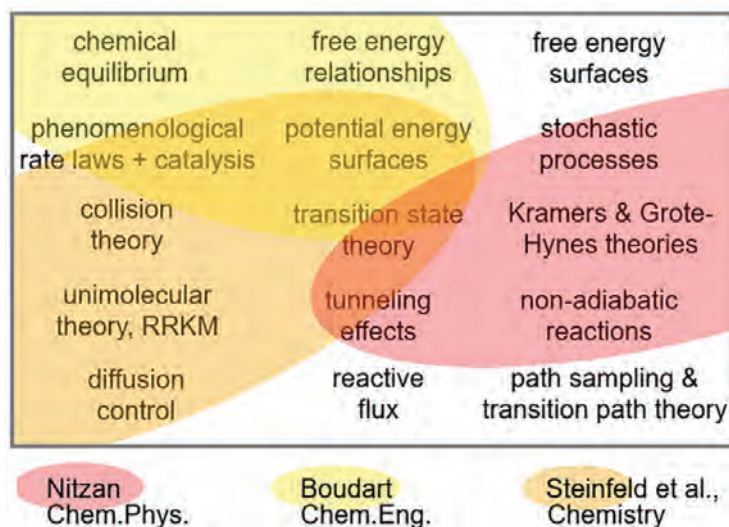 chemical
equilibrium
free energy
relationships
free energy
surfaces
phenomenological
rate laws + catalysis
potential energy
surfaces
stochastic
processes
collision
theory
transition state
theory
Kramers & Grote-
Hynes theories
unimolecular
theory, RRKM
tunneling
effects
non-adiabatic
reactions
diffusion
control
reactive
flux
path sampling &
transition path theory
Nitzan
Chem.Phys.
Boudart
Chem.Eng.
Steinfeld et al.,
Chemistry